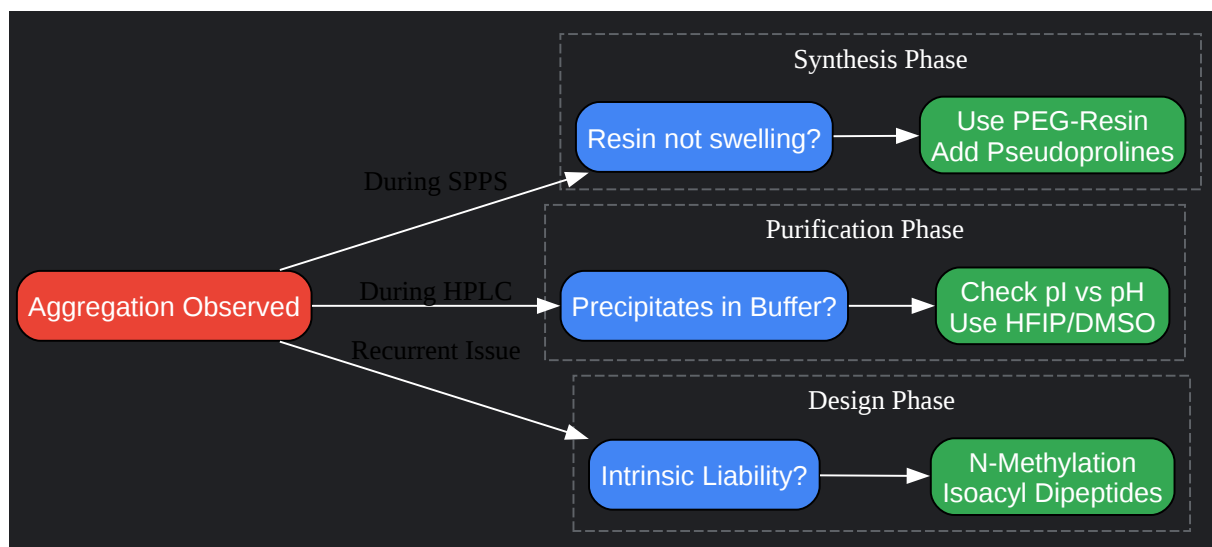 Synthesis Phase
Resin not swelling?
Use PEG-Resin
Add Pseudoprolines
During SPPS
Purification Phase
Aggregation Observed
During HPLC
Precipitates in Buffer?
Check pI vs pH
Use HFIP/DMSO
Recurrent Issue
Design Phase
Intrinsic Liability?
N-Methylation
Isoacyl Dipeptides